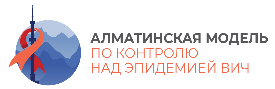 АЛМАТИНСКАЯ МОДЕЛЬ
ПО КОНТРОЛЮ
НАД ЭПИДЕМИЕЙ ВИЧ